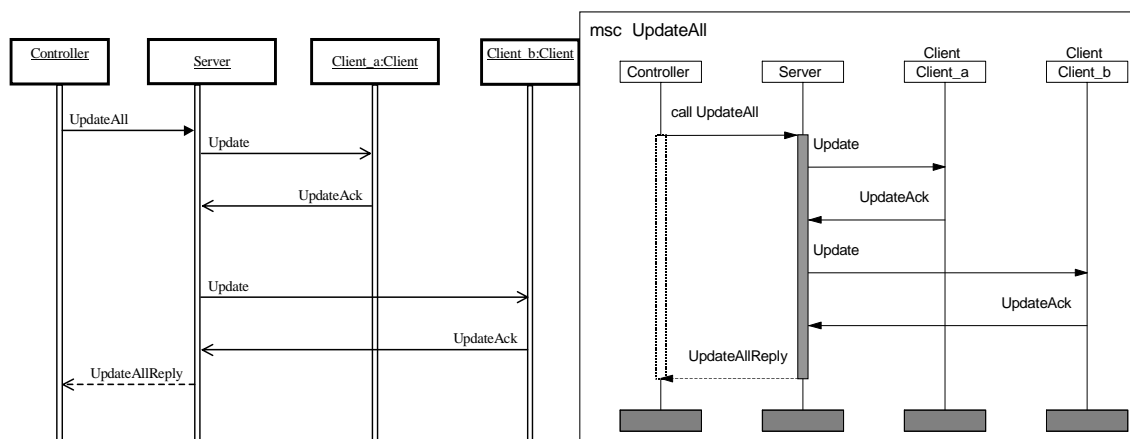 Controller
Server
Client_a:Client
Client_b:Client
UpdateAll
Update
UpdateAck
Update
UpdateAck
UpdateAllReply
msc UpdateAll
Client
Client
Controller
Server
Client_a
Client_b
call UpdateAll
Update
UpdateAck
Update
UpdateAck
UpdateAllReply